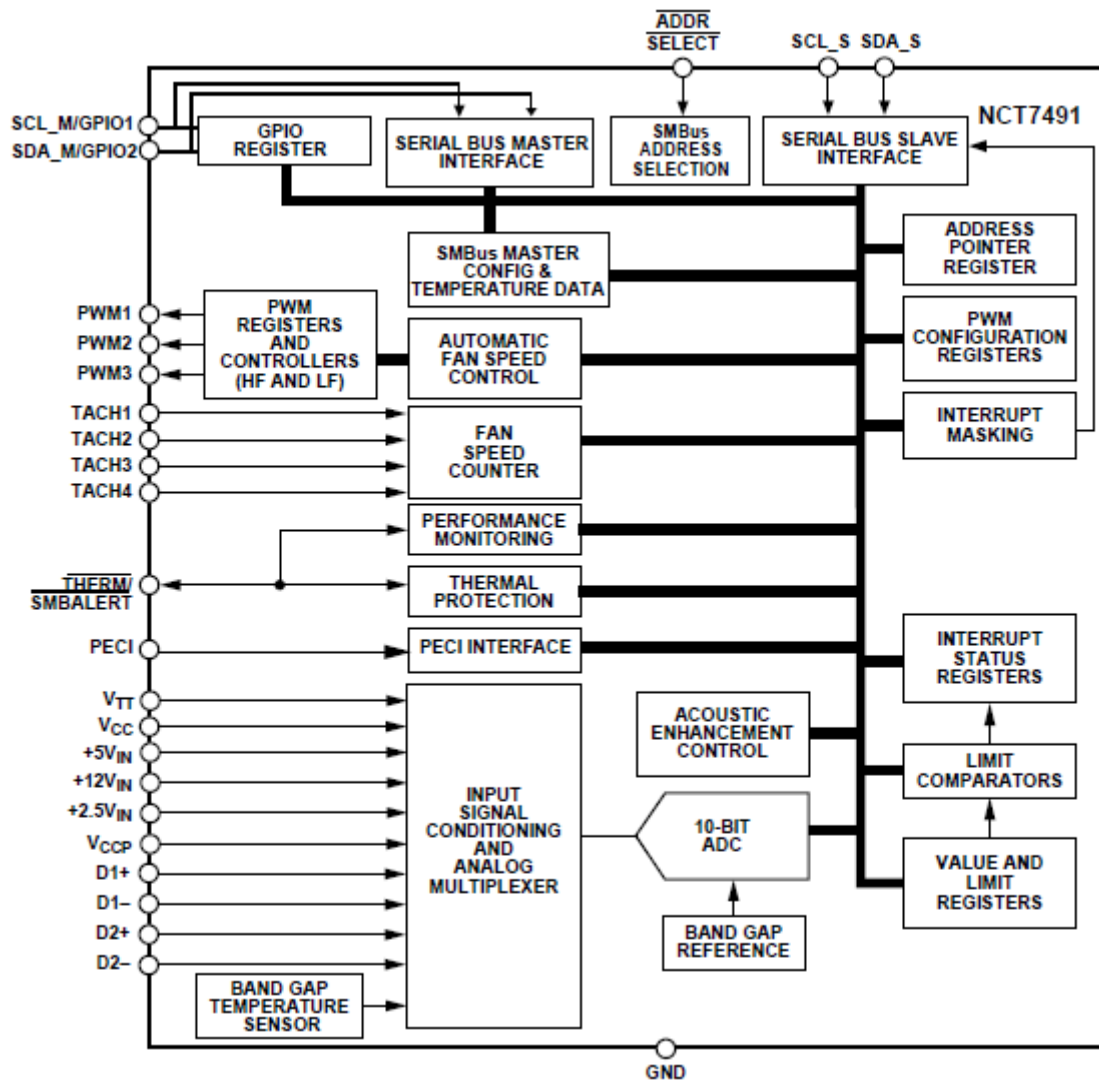 ADDR
SELECT
SCL_S SDA_S
NCT7491
SCL_M/GPIO1
SDA_M/GPIO2
GPIO
REGISTER
SERIAL BUS MASTER
INTERFACE
SMBus
ADDRESS
SELECTION
SERIAL BUS SLAVE
INTERFACE
SMBus MASTER
CONFIG &
TEMPERATURE DATA
ADDRESS
POINTER
REGISTER
PWM1
PWM2
PWM3
PWM
REGISTERS
AND
CONTROLLERS
(HF AND LF)
AUTOMATIC
FAN SPEED
CONTROL
PWM
CONFIGURATION
REGISTERS
TACH1
TACH2
TACH3
TACH4
FAN
SPEED
COUNTER
INTERRUPT
MASKING
PERFORMANCE
MONITORING
THERM/
SMBALERT
THERMAL
PROTECTION
PECI
PECI INTERFACE
INTERRUPT
STATUS
REGISTERS
VTT
VCC
+5VIN
+12VIN
+2.5VIN
VCCP
D1+
D1–
D2+
D2–
INPUT
SIGNAL
CONDITIONING
AND
ANALOG
MULTIPLEXER
ACOUSTIC
ENHANCEMENT
CONTROL
LIMIT
COMPARATORS
10-BIT
ADC
VALUE AND
LIMIT
REGISTERS
BAND GAP
REFERENCE
BAND GAP
TEMPERATURE
SENSOR
GND